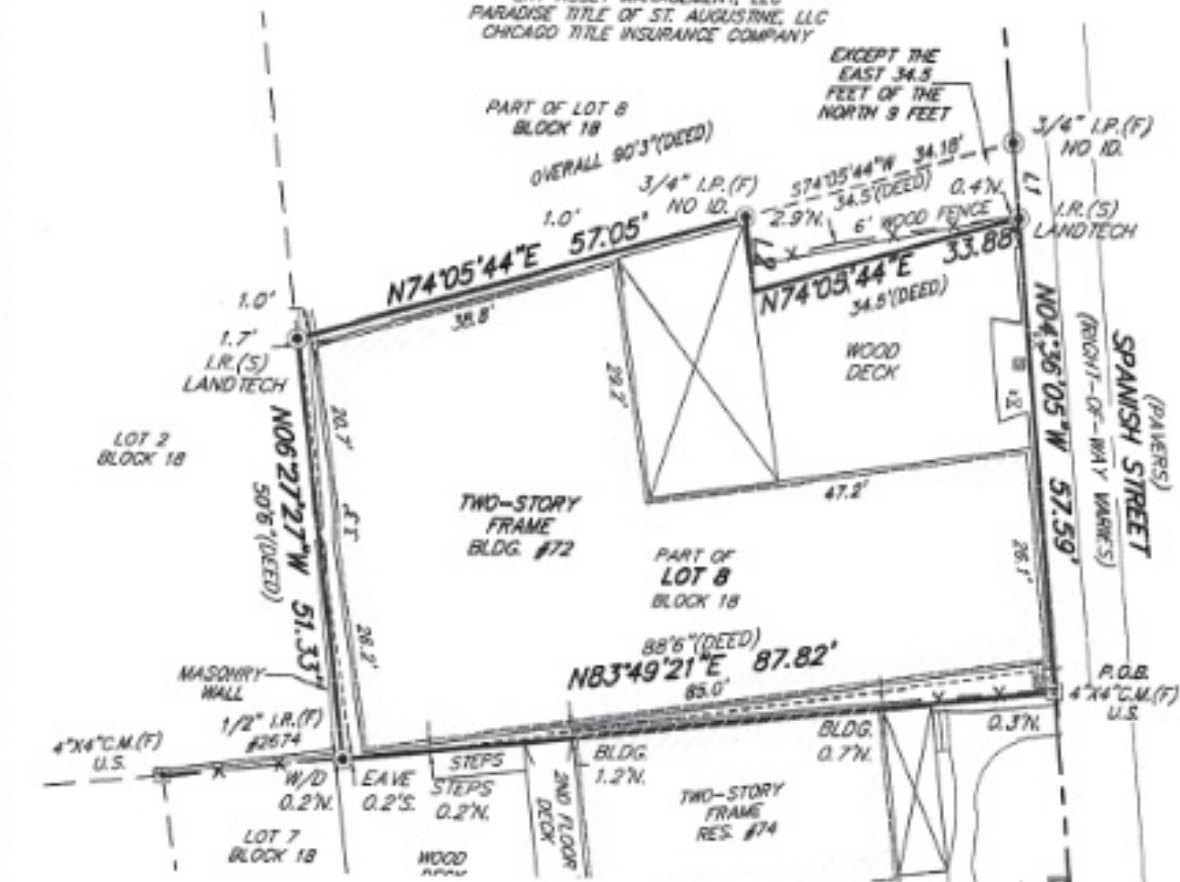 PARADISE TITLE OF ST. AUGUSTINE, LLC
CHICAGO TITLE INSURANCE COMPANY
EXCEPT THE
EAST 34.5
FEET OF THE
NORTH 9 FEET
PART OF LOT 8
BLOCK 18
OVERALL 90'3"(DEED)
3/4" I.P.(F)
NO ID.
3/4" I.P.(F)
NO ID.
S74°05'44"W 34.18'
34.5'(DEED)
0.4'N.
L1
1.0'
2.9'N.
6' WOOD FENCE
I.R.(S)
LANDTECH
L2
N74°05'44"E 57.05'
38.8'
N74°05'44"E 33.88'
34.5'(DEED)
1.0'
1.7'
I.R.(S)
LANDTECH
WOOD
DECK
29.2'
N04°36'05"W 57.59'
(RIGHT-OF-WAY VARIES)
SPANISH STREET
(PAVERS)
LOT 2
BLOCK 18
20.7'
N06°27'27"W 51.33'
50'6"(DEED)
28.2'
47.2'
TWO-STORY
FRAME
BLDG. #72
26.1'
PART OF
LOT 8
BLOCK 18
88'6"(DEED)
N83°49'21"E 87.82'
85.0'
MASONRY
WALL
P.O.B.
4"X4"C.M.(F)
U.S.
1/2" I.R.(F)
#2674
4"X4"C.M.(F)
U.S.
W/D
0.2'N.
EAVE
0.2'S.
STEPS
STEPS
0.2'N.
DECK
2ND FLOOR
BLDG.
1.2'N.
BLDG.
0.7'N.
0.3'N.
TWO-STORY
FRAME
RES. #74
LOT 7
BLOCK 18
WOOD